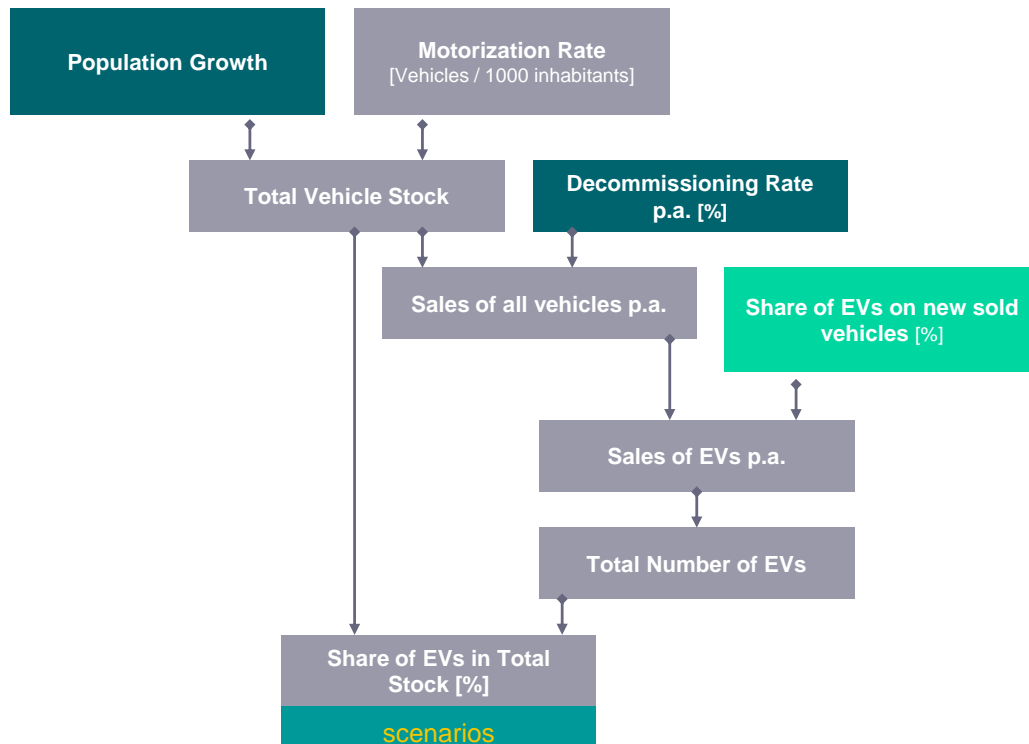 Population Growth
Motorization Rate
[Vehicles / 1000 inhabitants]
Total Vehicle Stock
Decommissioning Rate
p.a. [%]
Sales of all vehicles p.a.
Share of EVs on new sold
vehicles [%]
Sales of EVs p.a.
Total Number of EVs
Share of EVs in Total
Stock [%]
scenarios